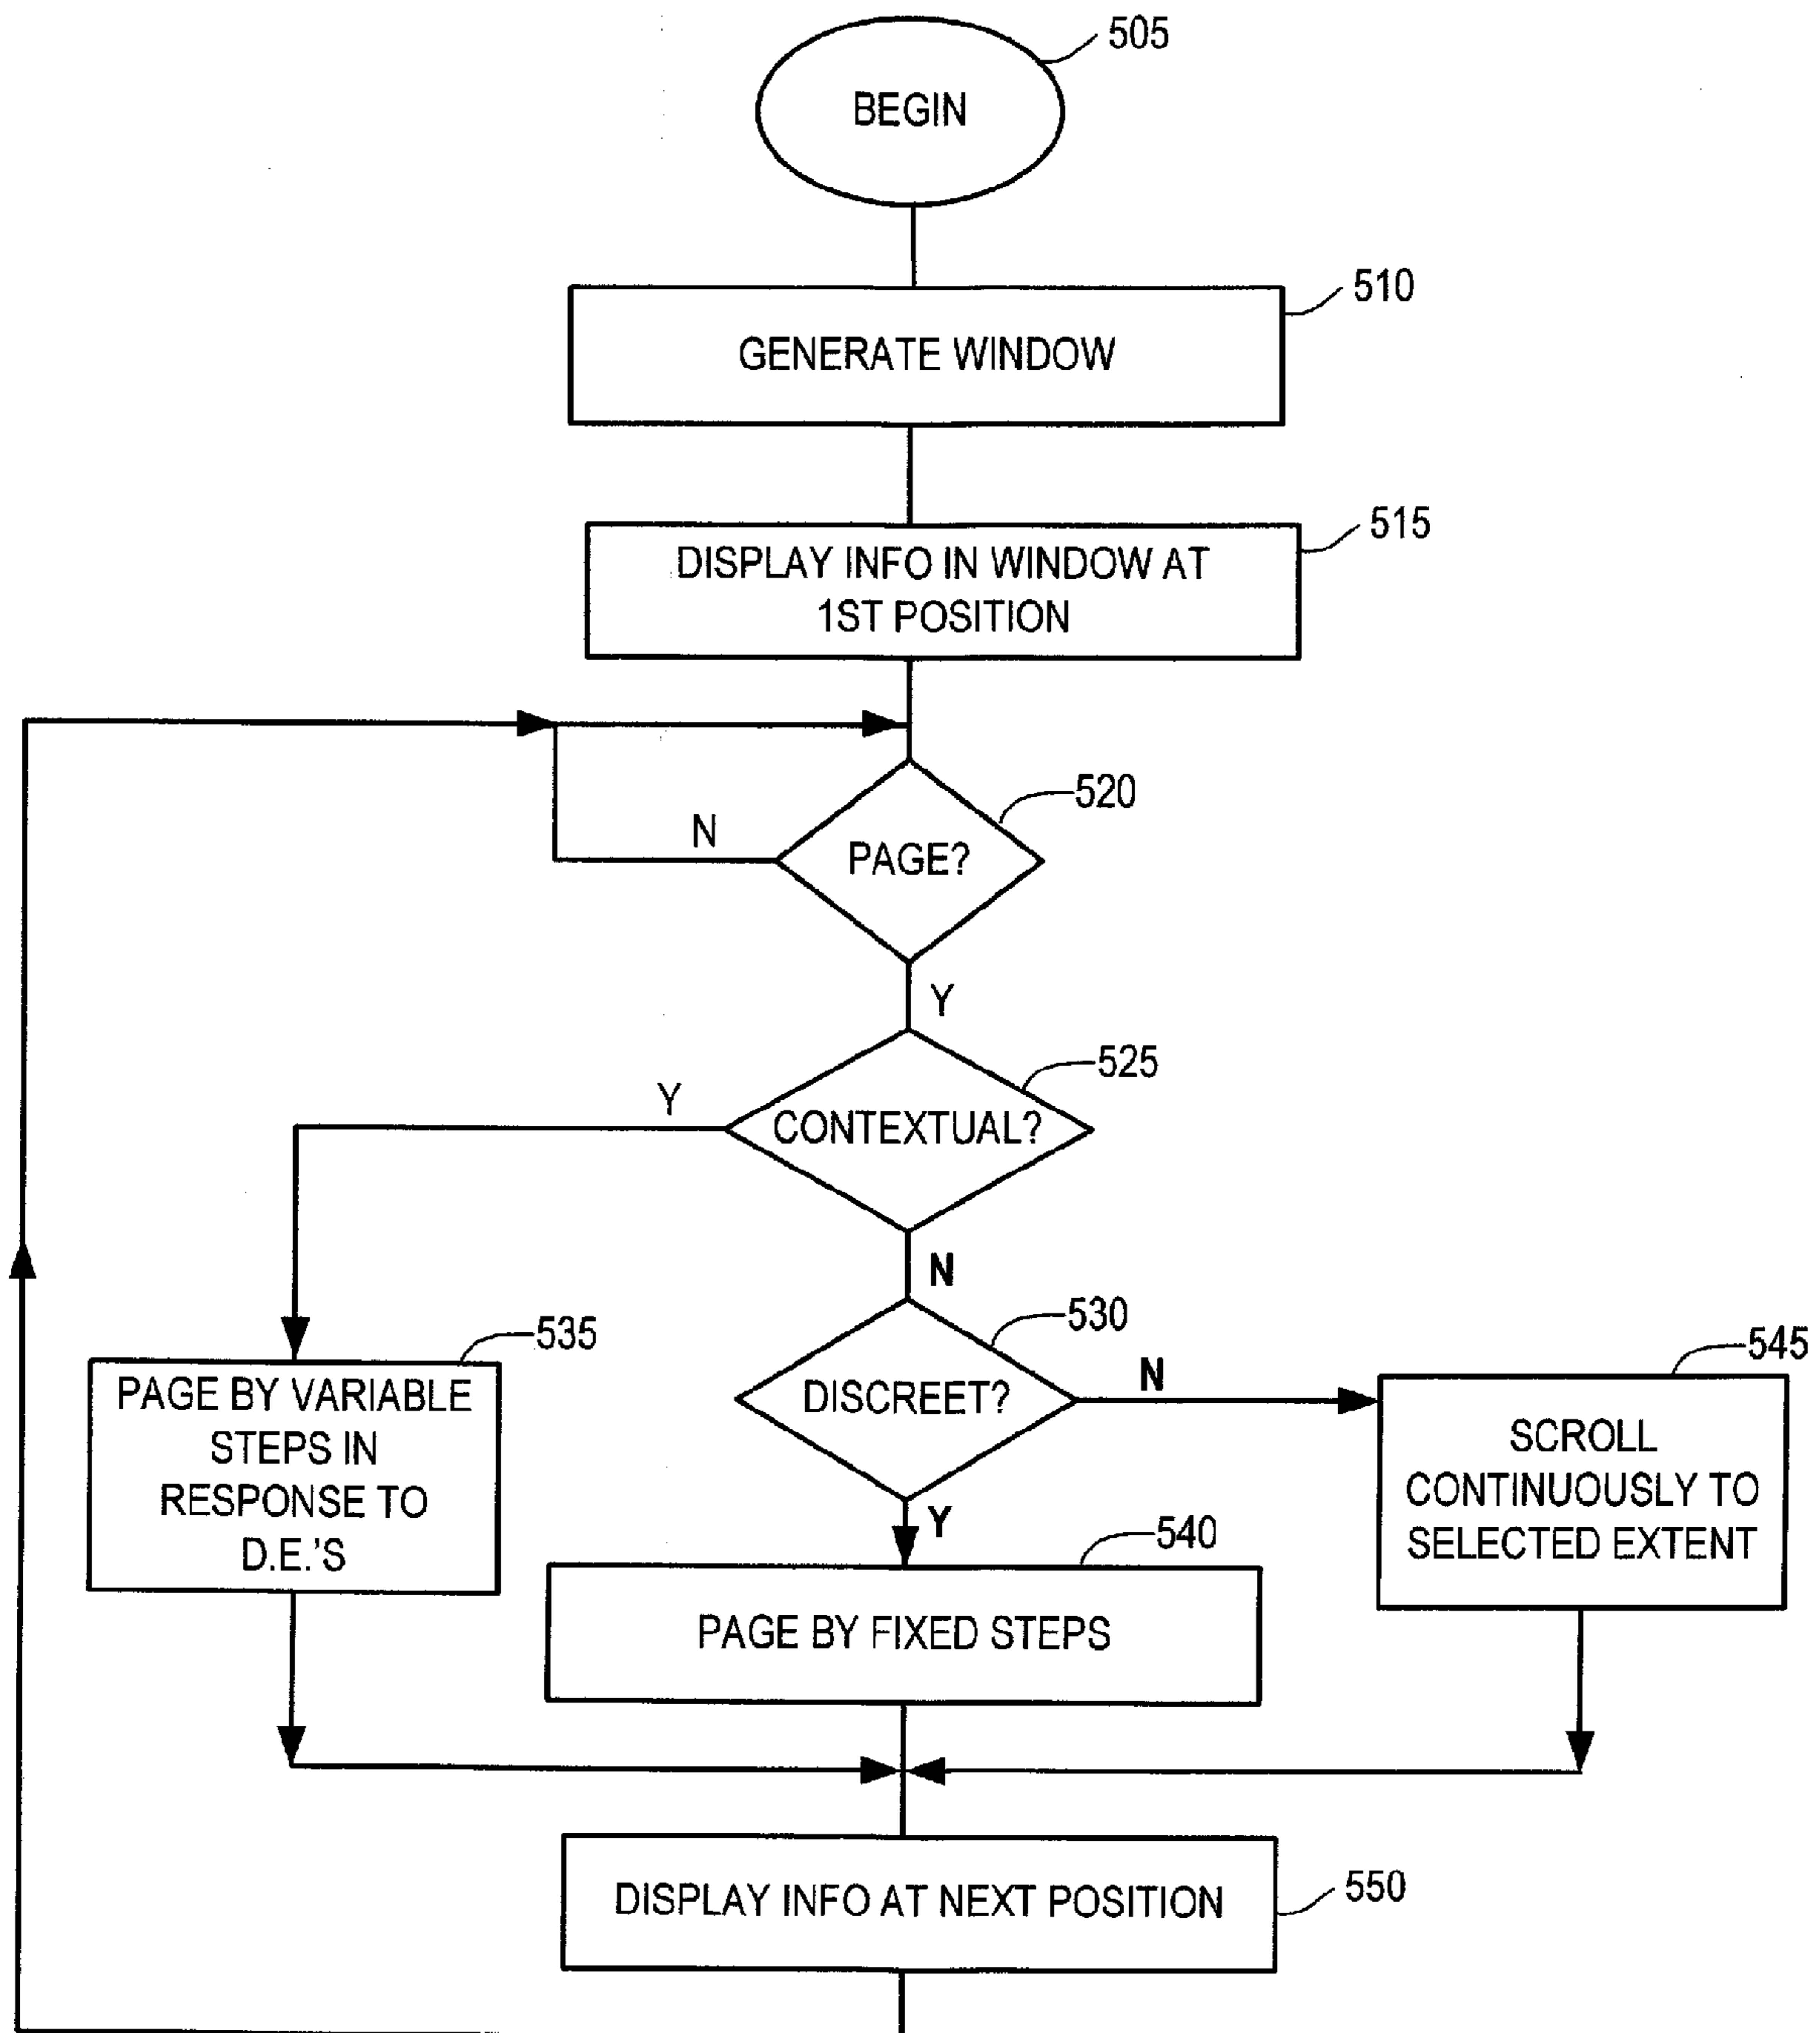 BEGIN
505
GENERATE WINDOW
510
DISPLAY INFO IN WINDOW AT
1ST POSITION
515
PAGE?
520
N
Y
CONTEXTUAL?
525
Y
N
DISCREET?
530
N
Y
PAGE BY VARIABLE
STEPS IN
RESPONSE TO
D.E.'S
535
PAGE BY FIXED STEPS
540
SCROLL
CONTINUOUSLY TO
SELECTED EXTENT
545
DISPLAY INFO AT NEXT POSITION
550